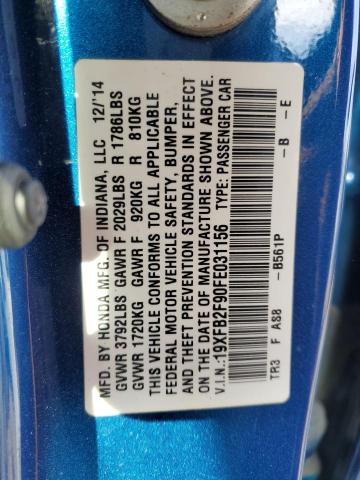 MFD. BY HONDA MFG. OF INDIANA, LLC 12/'14
GVWR 3792LBS GAWR F 2029LBS R 1786LBS
GVWR 1720KG GAWR F 920KG R 810KG
THIS VEHICLE CONFORMS TO ALL APPLICABLE
FEDERAL MOTOR VEHICLE SAFETY, BUMPER,
AND THEFT PREVENTION STANDARDS IN EFFECT
ON THE DATE OF MANUFACTURE SHOWN ABOVE.
V.I.N.:19XFB2F90FE031156 TYPE: PASSENGER CAR
TR3 F AS8 -B561P -B -E